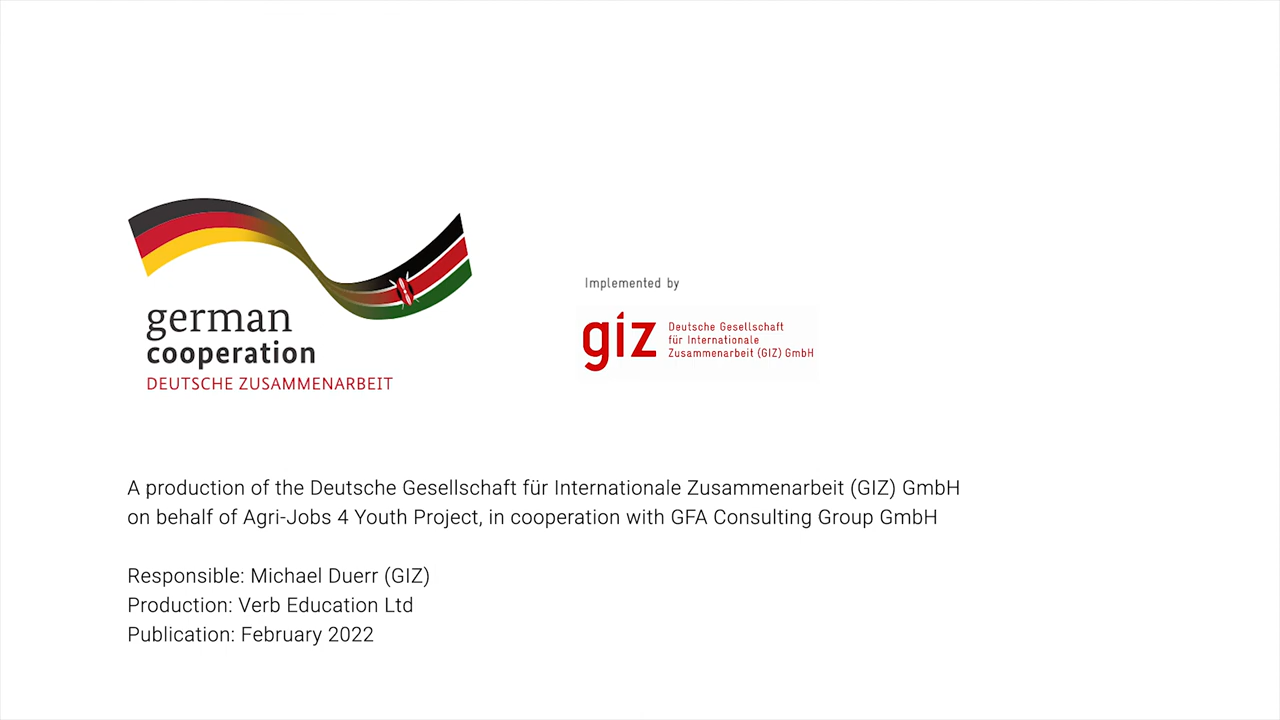 german
cooperation
DEUTSCHE ZUSAMMENARBEIT
Implemented by
giz
Deutsche Gesellschaft
für Internationale
Zusammenarbeit (GIZ) GmbH
A production of the Deutsche Gesellschaft für Internationale Zusammenarbeit (GIZ) GmbH
on behalf of Agri-Jobs 4 Youth Project, in cooperation with GFA Consulting Group GmbH
Responsible: Michael Duerr (GIZ)
Production: Verb Education Ltd
Publication: February 2022